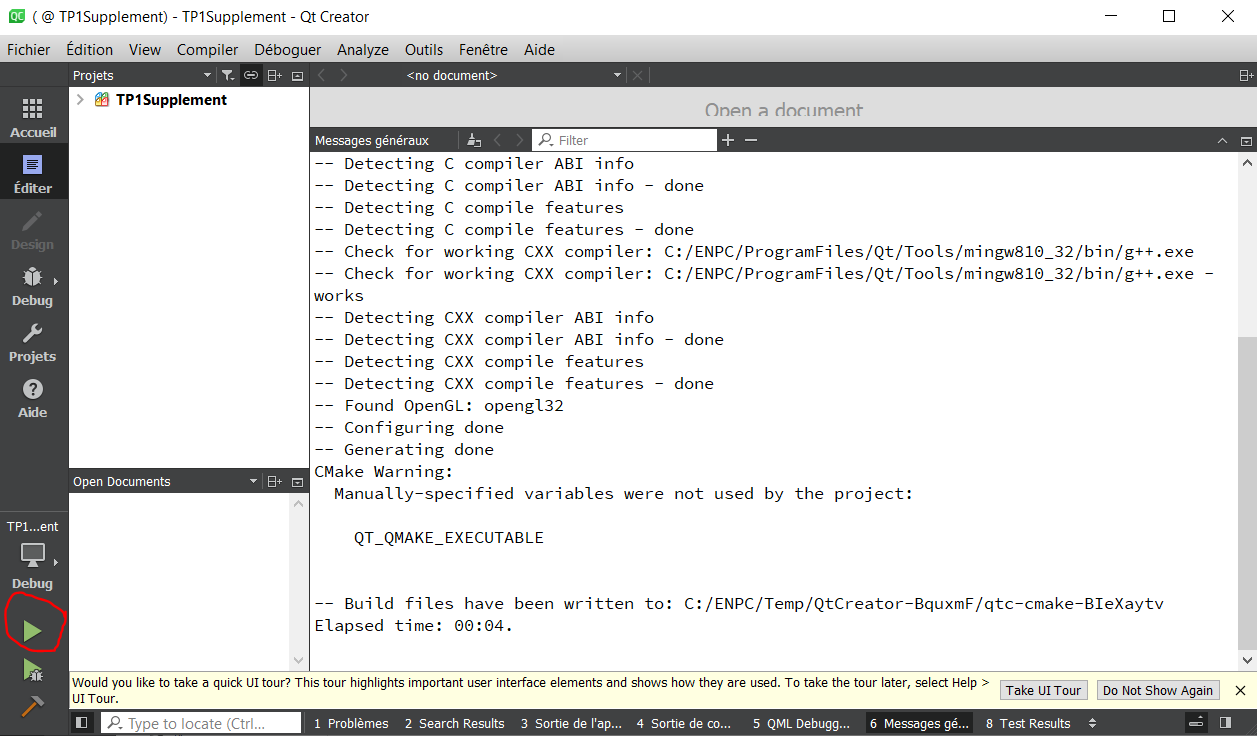 QC ( @ TP1Supplement) - TP1Supplement - Qt Creator
Fichier Édition View Compiler Déboguer Analyze Outils Fenêtre Aide
Projets <no document>
TP1Supplement
Open a document
Accueil
Éditer
Design
Debug
Projets
Aide
Messages généraux Filter
-- Detecting C compiler ABI info
-- Detecting C compiler ABI info - done
-- Detecting C compile features
-- Detecting C compile features - done
-- Check for working CXX compiler: C:/ENPC/ProgramFiles/Qt/Tools/mingw810_32/bin/g++.exe
-- Check for working CXX compiler: C:/ENPC/ProgramFiles/Qt/Tools/mingw810_32/bin/g++.exe -
works
-- Detecting CXX compiler ABI info
-- Detecting CXX compiler ABI info - done
-- Detecting CXX compile features
-- Detecting CXX compile features - done
-- Found OpenGL: opengl32
-- Configuring done
-- Generating done
CMake Warning:
Manually-specified variables were not used by the project:
QT_QMAKE_EXECUTABLE
-- Build files have been written to: C:/ENPC/Temp/QtCreator-BquxmF/qtc-cmake-BIeXaytv
Elapsed time: 00:04.
Open Documents
TP1...ent
Debug
Would you like to take a quick UI tour? This tour highlights important user interface elements and shows how they are used. To take the tour later, select Help >
UI Tour.
Take UI Tour Do Not Show Again
Type to locate (Ctrl... 1 Problèmes 2 Search Results 3 Sortie de l'ap... 4 Sortie de co... 5 QML Debugg... 6 Messages gé... 8 Test Results